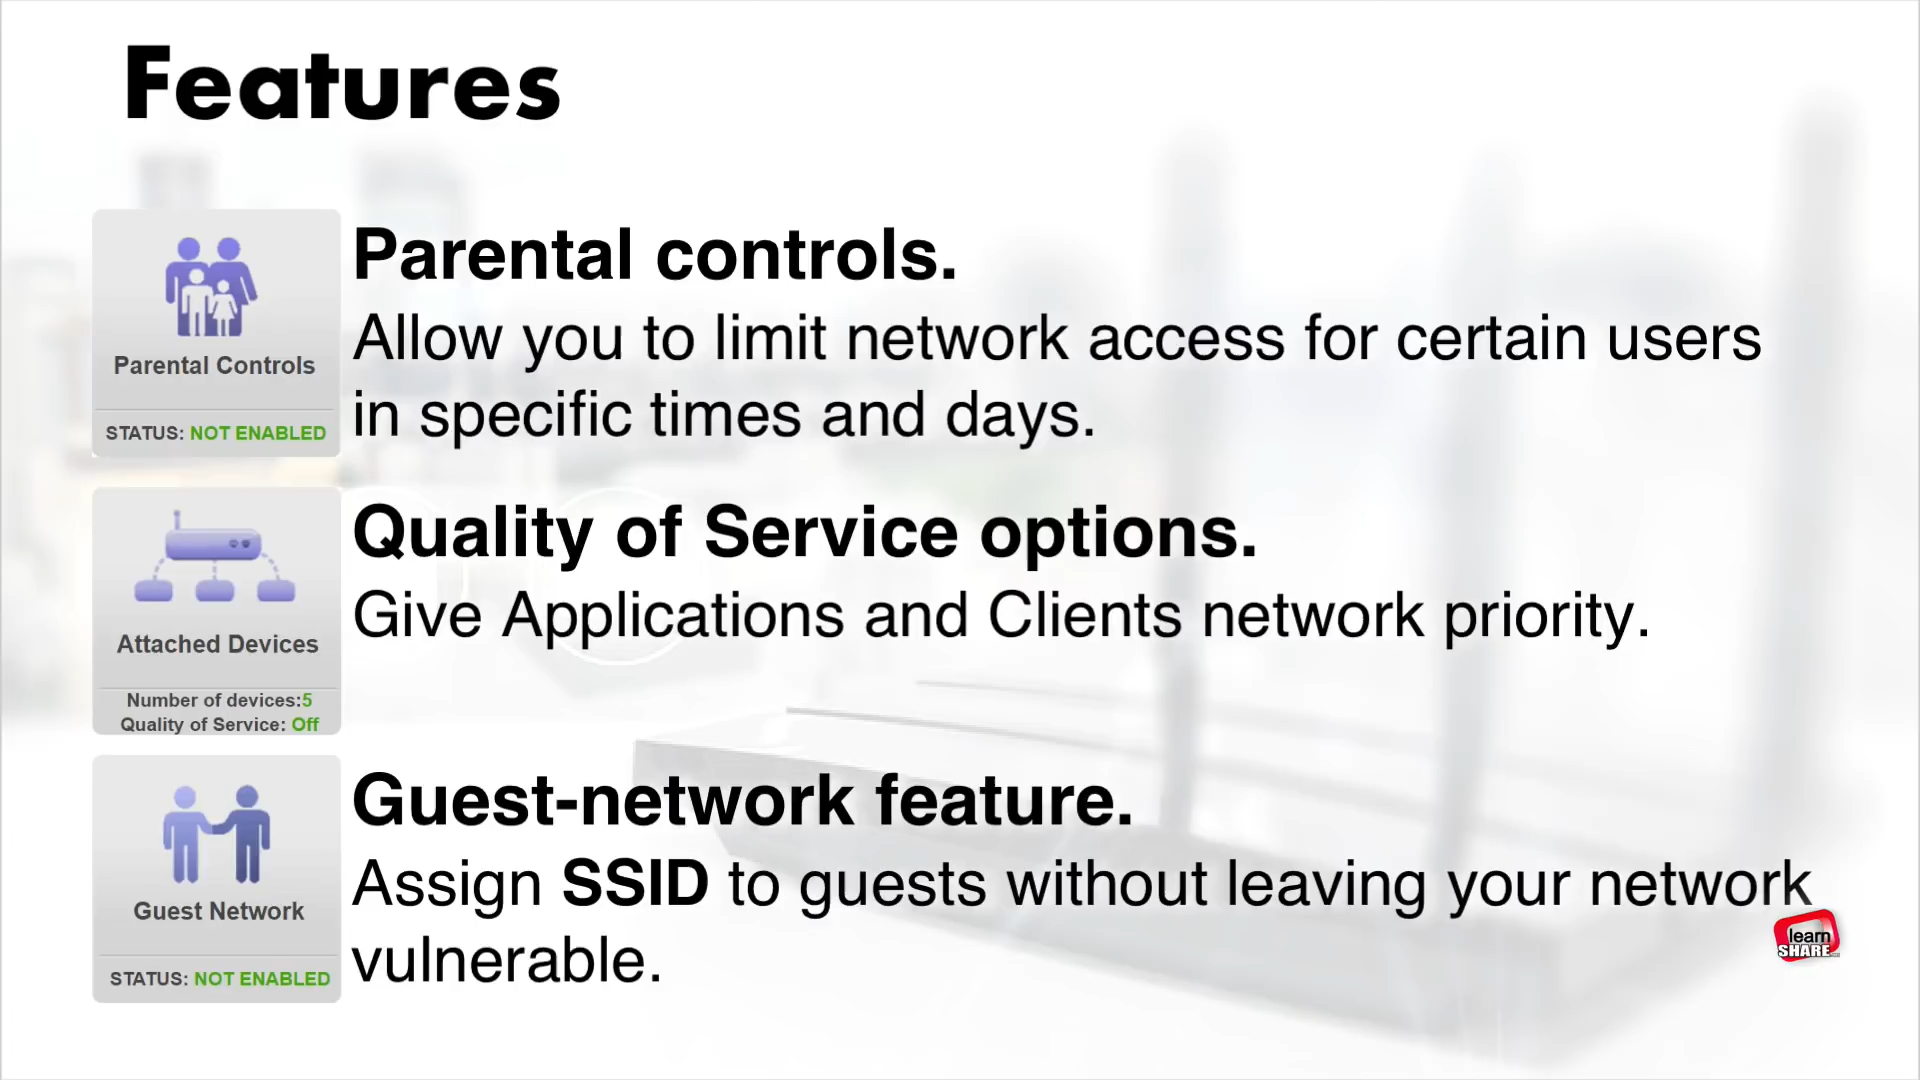 Features
Parental Controls
STATUS: NOT ENABLED
Parental controls.
Allow you to limit network access for certain users
in specific times and days.
Attached Devices
Number of devices:5
Quality of Service: Off
Quality of Service options.
Give Applications and Clients network priority.
Guest Network
STATUS: NOT ENABLED
Guest-network feature.
Assign SSID to guests without leaving your network
vulnerable.
learn
SHARE